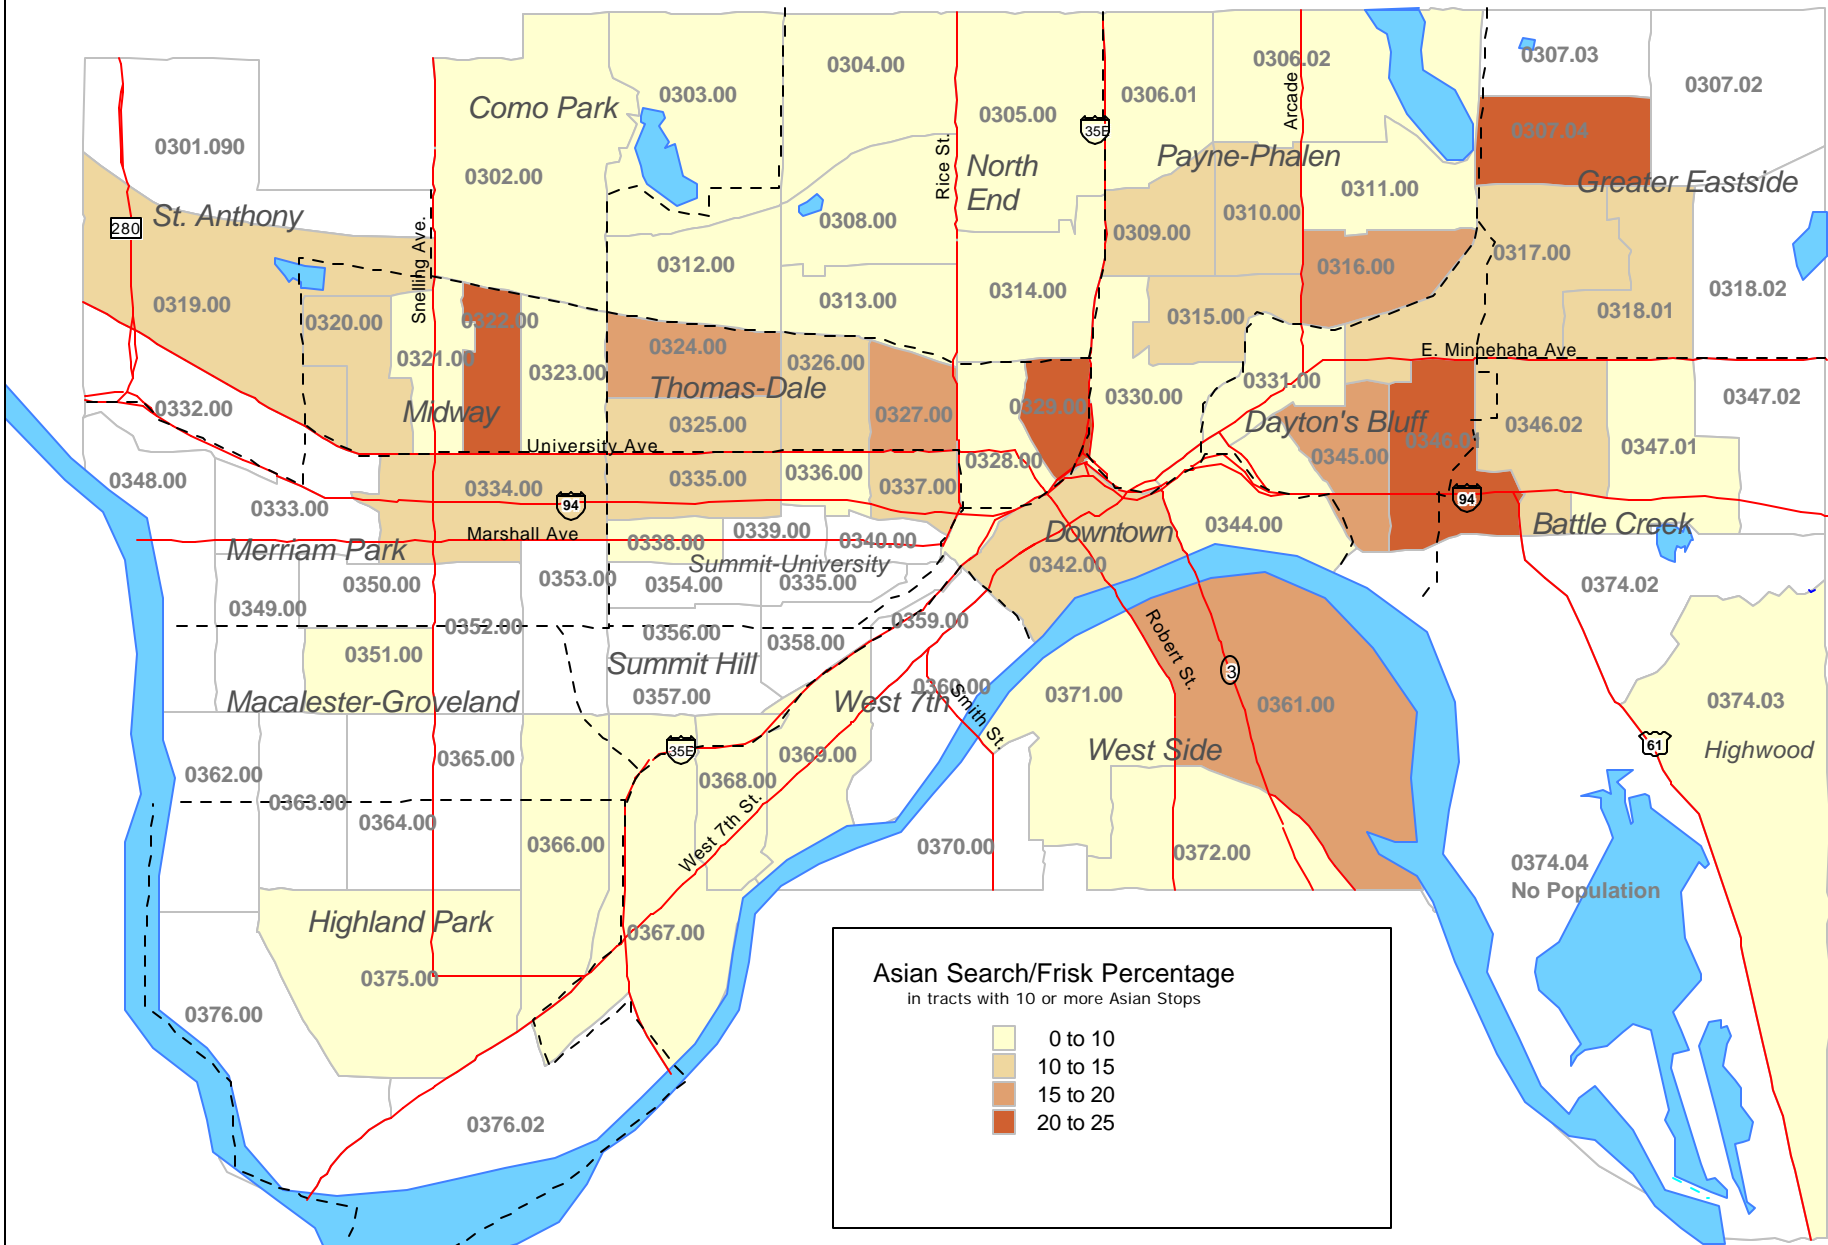 0304.00
0306.02
0307.03
0303.00
0306.01
0307.02
Como Park
0305.00
Arcade
35E
0307.04
0301.090
Rice St.
North
End
Payne-Phalen
0302.00
0311.00
Greater Eastside
St. Anthony
280
0308.00
0310.00
0309.00
0317.00
Snelling Ave.
0312.00
0316.00
0314.00
0318.02
0319.00
0313.00
0320.00
0322.00
0315.00
0318.01
0324.00
E. Minnehaha Ave
0321.00
0326.00
0323.00
0331.00
Thomas-Dale
0330.00
0347.02
0332.00
Midway
0329.00
0327.00
0325.00
Dayton's Bluff
0346.02
University Ave
0346.01
0347.01
0328.00
0345.00
0348.00
0336.00
0335.00
0334.00
0337.00
94
94
0333.00
Marshall Ave
0339.00
Downtown
0344.00
Battle Creek
Merriam Park
0338.00
0340.00
Summit-University
0342.00
0353.00
0350.00
0354.00
0335.00
0374.02
0349.00
0352.00
0356.00
0359.00
0358.00
0351.00
Robert St.
Summit Hill
3
0360.00
Smith St.
0371.00
0357.00
Macalester-Groveland
West 7th
0361.00
0374.03
35E
West Side
61
Highwood
0365.00
0369.00
0362.00
0368.00
0363.00
0364.00
West 7th St.
0366.00
0370.00
0372.00
0374.04
No Population
Highland Park
0367.00
0375.00
Asian Search/Frisk Percentage
in tracts with 10 or more Asian Stops
0376.00
0 to 10
10 to 15
15 to 20
20 to 25
0376.02